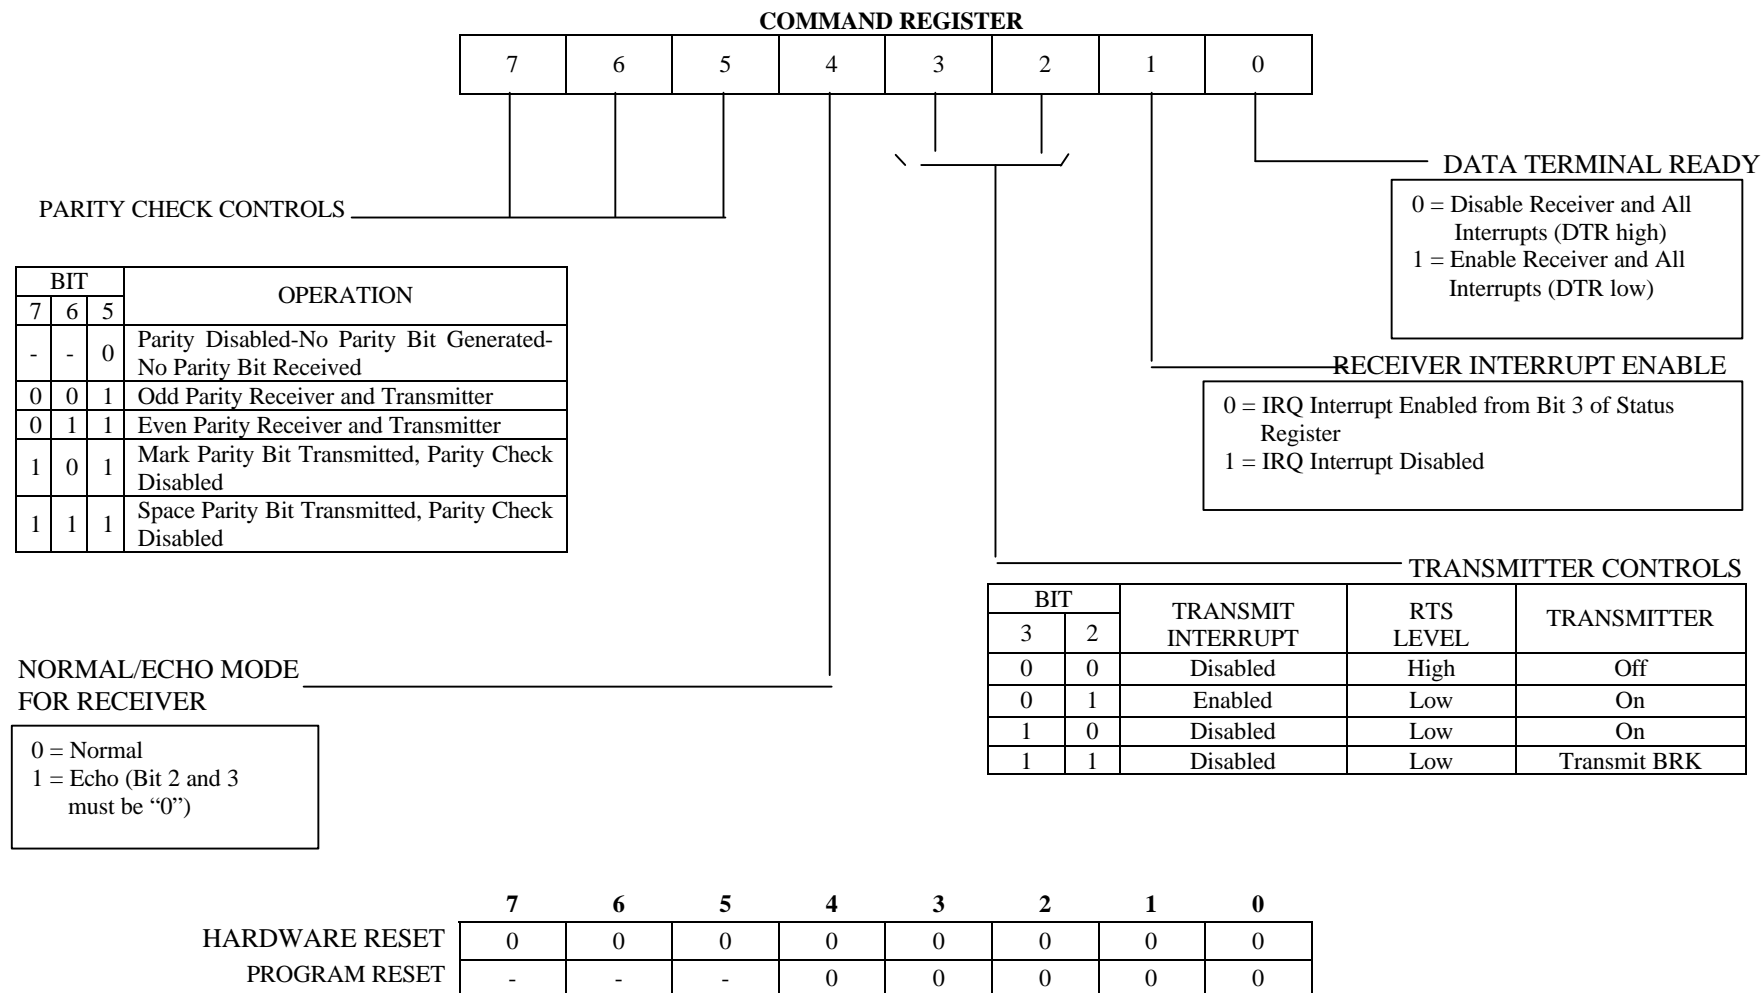 COMMAND REGISTER
7 6 5 4 3 2 1 0
DATA TERMINAL READY
0 = Disable Receiver and All
Interrupts (DTR high)
1 = Enable Receiver and All
Interrupts (DTR low)
PARITY CHECK CONTROLS
BIT OPERATION
7 6 5
- - 0 Parity Disabled-No Parity Bit Generated-
No Parity Bit Received
0 0 1 Odd Parity Receiver and Transmitter
0 1 1 Even Parity Receiver and Transmitter
1 0 1 Mark Parity Bit Transmitted, Parity Check
Disabled
1 1 1 Space Parity Bit Transmitted, Parity Check
Disabled
RECEIVER INTERRUPT ENABLE
0 = IRQ Interrupt Enabled from Bit 3 of Status
Register
1 = IRQ Interrupt Disabled
TRANSMITTER CONTROLS
BIT TRANSMIT RTS TRANSMITTER
3 2 INTERRUPT LEVEL
0 0 Disabled High Off
0 1 Enabled Low On
1 0 Disabled Low On
1 1 Disabled Low Transmit BRK
NORMAL/ECHO MODE
FOR RECEIVER
0 = Normal
1 = Echo (Bit 2 and 3
must be “0”)
7 6 5 4 3 2 1 0
HARDWARE RESET 0 0 0 0 0 0 0 0
PROGRAM RESET - - - 0 0 0 0 0